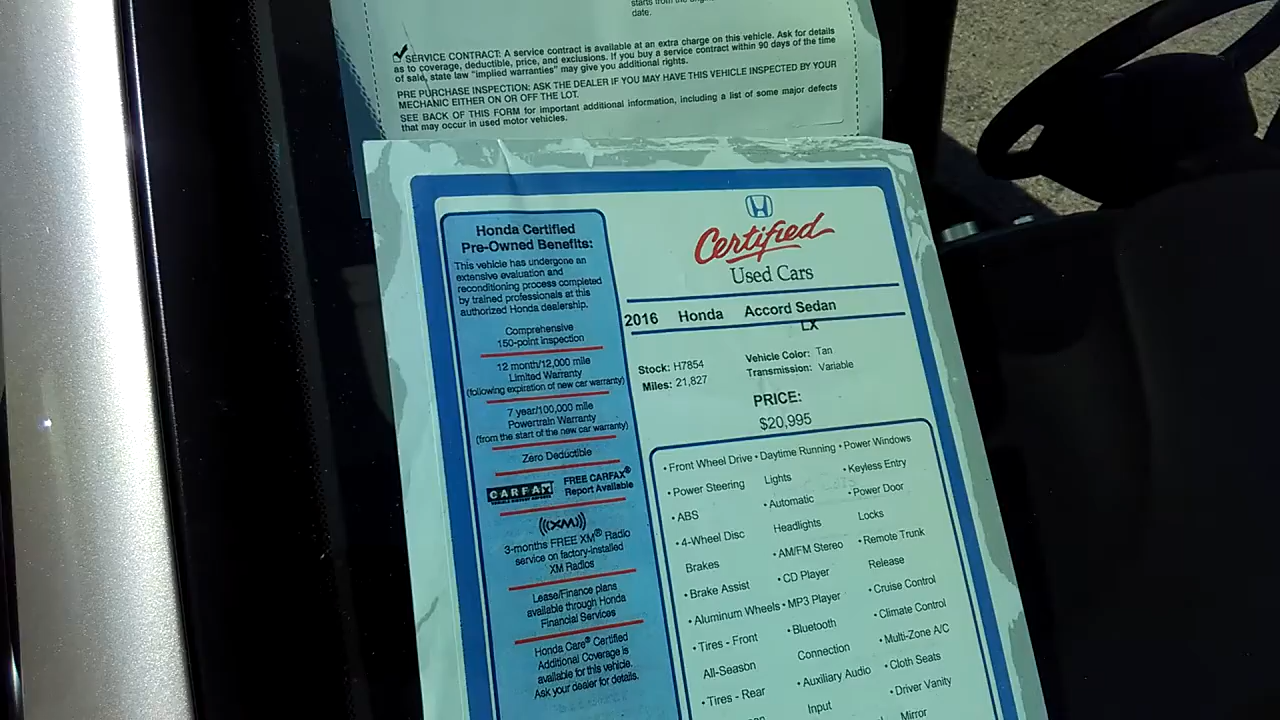 starts from the
date.
✓ SERVICE CONTRACT: A service contract is available at an extra charge on this vehicle. Ask for details
as to coverage, deductible, price, and exclusions. If you buy a service contract within 90 days of the time
of sale, state law "implied warranties" may give you additional rights.
PRE PURCHASE INSPECTION: ASK THE DEALER IF YOU MAY HAVE THIS VEHICLE INSPECTED BY YOUR
MECHANIC EITHER ON OR OFF THE LOT.
SEE BACK OF THIS FORM for important additional information, including a list of some major defects
that may occur in used motor vehicles.
Honda Certified
Pre-Owned Benefits:
This vehicle has undergone an
extensive evaluation and
reconditioning process completed
by trained professionals at this
authorized Honda dealership.
Comprehensive
150-point inspection
12 month/12,000 mile
Limited Warranty
(following expiration of new car warranty)
7 year/100,000 mile
Powertrain Warranty
(from the start of the new car warranty)
Zero Deductible
CARFAX
FREE CARFAX®
Report Available
((XM))
3-months FREE XM® Radio
service on factory-installed
XM Radios
Lease/Finance plans
available through Honda
Financial Services
Honda Care® Certified
Additional Coverage is
available for this vehicle.
Ask your dealer for details.
Certified
Used Cars
2016 Honda Accord Sedan
LX
Stock: H7854
Miles: 21,827
Vehicle Color: Tan
Transmission: Variable
PRICE:
$20,995
• Front Wheel Drive
• Power Steering
• ABS
• 4-Wheel Disc
Brakes
• Brake Assist
• Aluminum Wheels
• Tires - Front
All-Season
• Tires - Rear
• Daytime Running
Lights
• Automatic
Headlights
• AM/FM Stereo
• CD Player
• MP3 Player
• Bluetooth
Connection
• Auxiliary Audio
Input
• Power Windows
• Keyless Entry
• Power Door
Locks
• Remote Trunk
Release
• Cruise Control
• Climate Control
• Multi-Zone A/C
• Cloth Seats
• Driver Vanity
Mirror